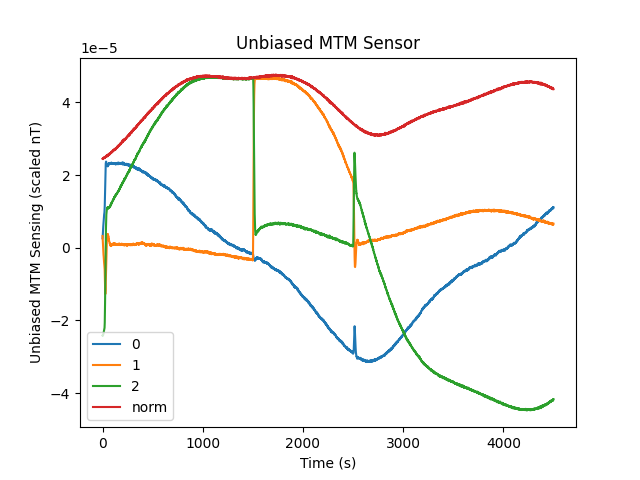 Unbiased MTM Sensor
1e−5
Unbiased MTM Sensing (scaled nT)
4
2
0
−2
−4
0
1
2
norm
0
1000
2000
3000
4000
Time (s)